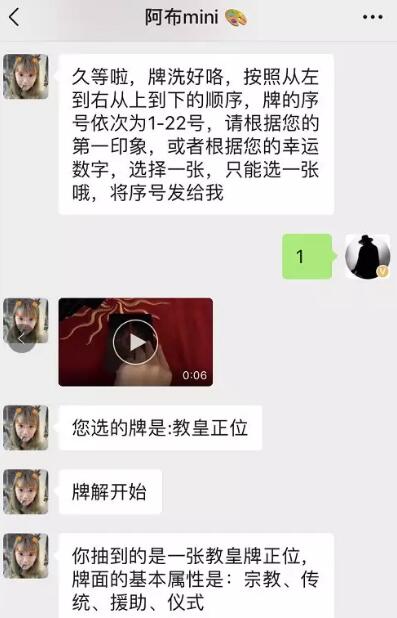 阿布mini
久等啦，牌洗好咯，按照从左
到右从上到下的顺序，牌的序
号依次为1-22号，请根据您的
第一印象，或者根据您的幸运
数字，选择一张，只能选一张
哦，将序号发给我
1
0:06
您选的牌是:教皇正位
牌解开始
你抽到的是一张教皇牌正位，
牌面的基本属性是：宗教、传
统、援助、仪式